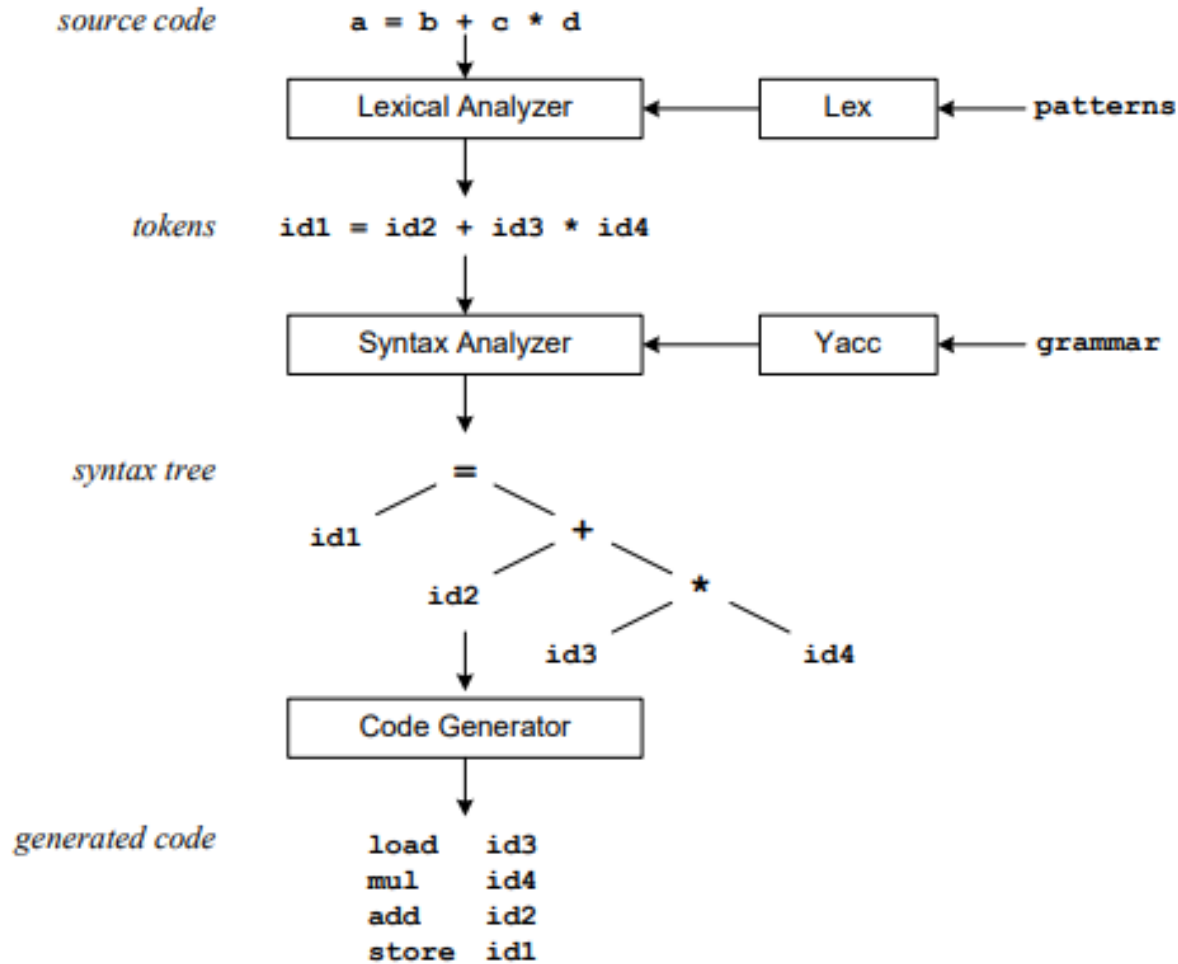 source code a = b + c * d
Lexical Analyzer Lex patterns
tokens id1 = id2 + id3 * id4
Syntax Analyzer Yacc grammar
syntax tree =
id1 +
id2 *
id3 id4
Code Generator
generated code load id3
mul id4
add id2
store id1